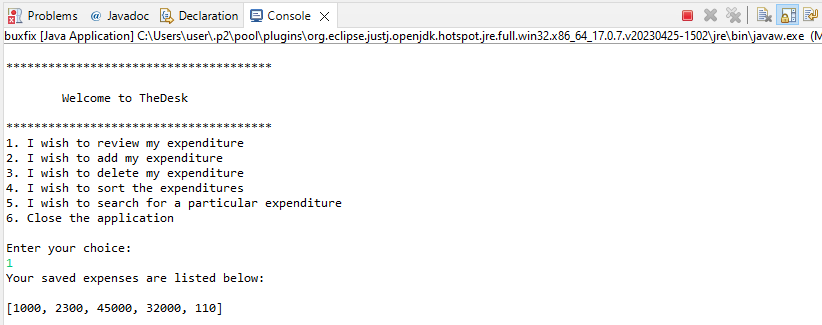 Problems @ Javadoc Declaration Console
buxfix [Java Application] C:\Users\user\.p2\pool\plugins\org.eclipse.justj.openjdk.hotspot.jre.full.win32.x86_64_17.0.7.v20230425-1502\jre\bin\javaw.exe (M
**************************************
Welcome to TheDesk
**************************************
1. I wish to review my expenditure
2. I wish to add my expenditure
3. I wish to delete my expenditure
4. I wish to sort the expenditures
5. I wish to search for a particular expenditure
6. Close the application
Enter your choice:
1
Your saved expenses are listed below:
[1000, 2300, 45000, 32000, 110]